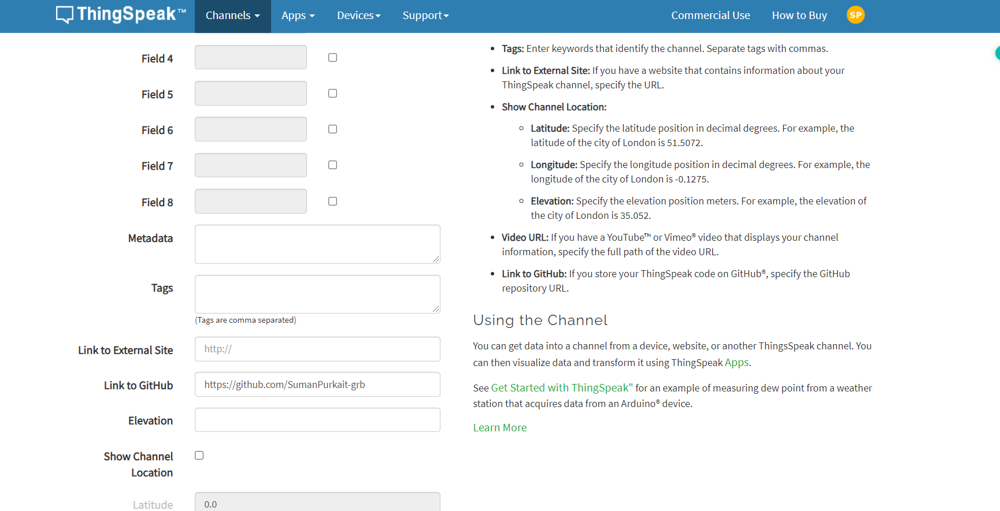 ThingSpeak™
Channels
Apps
Devices
Support
Commercial Use
How to Buy
SP
Field 4
Field 5
Field 6
Field 7
Field 8
Metadata
Tags
(Tags are comma separated)
Link to External Site
http://
Link to GitHub
https://github.com/SumanPurkait-grb
Elevation
Show Channel
Location
Latitude
0.0
Tags: Enter keywords that identify the channel. Separate tags with commas.
Link to External Site: If you have a website that contains information about your
ThingSpeak channel, specify the URL.
Show Channel Location:
Latitude: Specify the latitude position in decimal degrees. For example, the
latitude of the city of London is 51.5072.
Longitude: Specify the longitude position in decimal degrees. For example, the
longitude of the city of London is -0.1275.
Elevation: Specify the elevation position meters. For example, the elevation of
the city of London is 35.052.
Video URL: If you have a YouTube™ or Vimeo® video that displays your channel
information, specify the full path of the video URL.
Link to GitHub: If you store your ThingSpeak code on GitHub®, specify the GitHub
repository URL.
Using the Channel
You can get data into a channel from a device, website, or another ThingsSpeak channel. You
can then visualize data and transform it using ThingSpeak Apps.
See Get Started with ThingSpeak" for an example of measuring dew point from a weather
station that acquires data from an Arduino® device.
Learn More